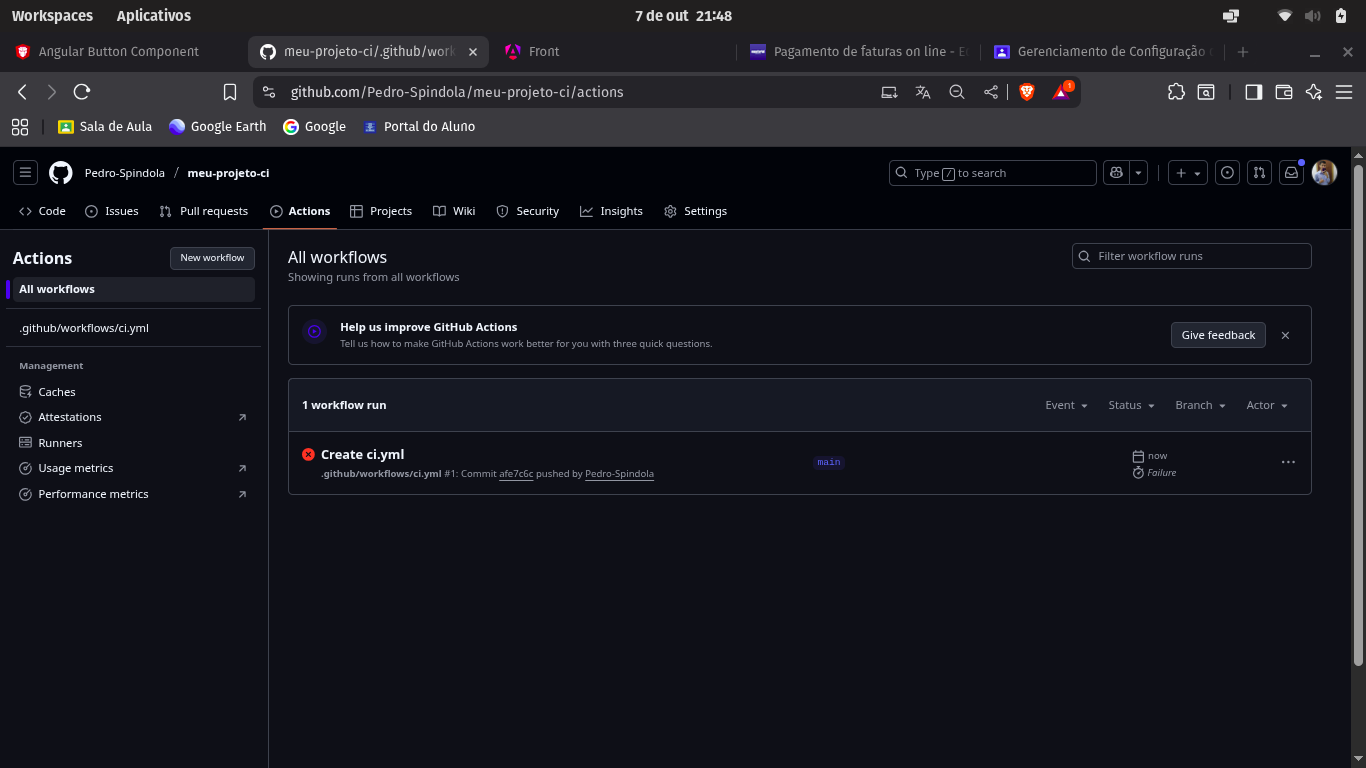 Workspaces Aplicativos 7 de out 21:48
Angular Button Component meu-projeto-ci/.github/work Front Pagamento de faturas on line - Ec Gerenciamento de Configuração
github.com/Pedro-Spindola/meu-projeto-ci/actions 1
Sala de Aula Google Earth Google Portal do Aluno
Pedro-Spindola / meu-projeto-ci Type / to search
Code Issues Pull requests Actions Projects Wiki Security Insights Settings
Actions New workflow
All workflows
.github/workflows/ci.yml
Management
Caches
Attestations
Runners
Usage metrics
Performance metrics
All workflows Filter workflow runs
Showing runs from all workflows
Help us improve GitHub Actions
Tell us how to make GitHub Actions work better for you with three quick questions.
Give feedback
1 workflow run Event Status Branch Actor
Create ci.yml
.github/workflows/ci.yml #1: Commit afe7c6c pushed by Pedro-Spindola
main
now
Failure